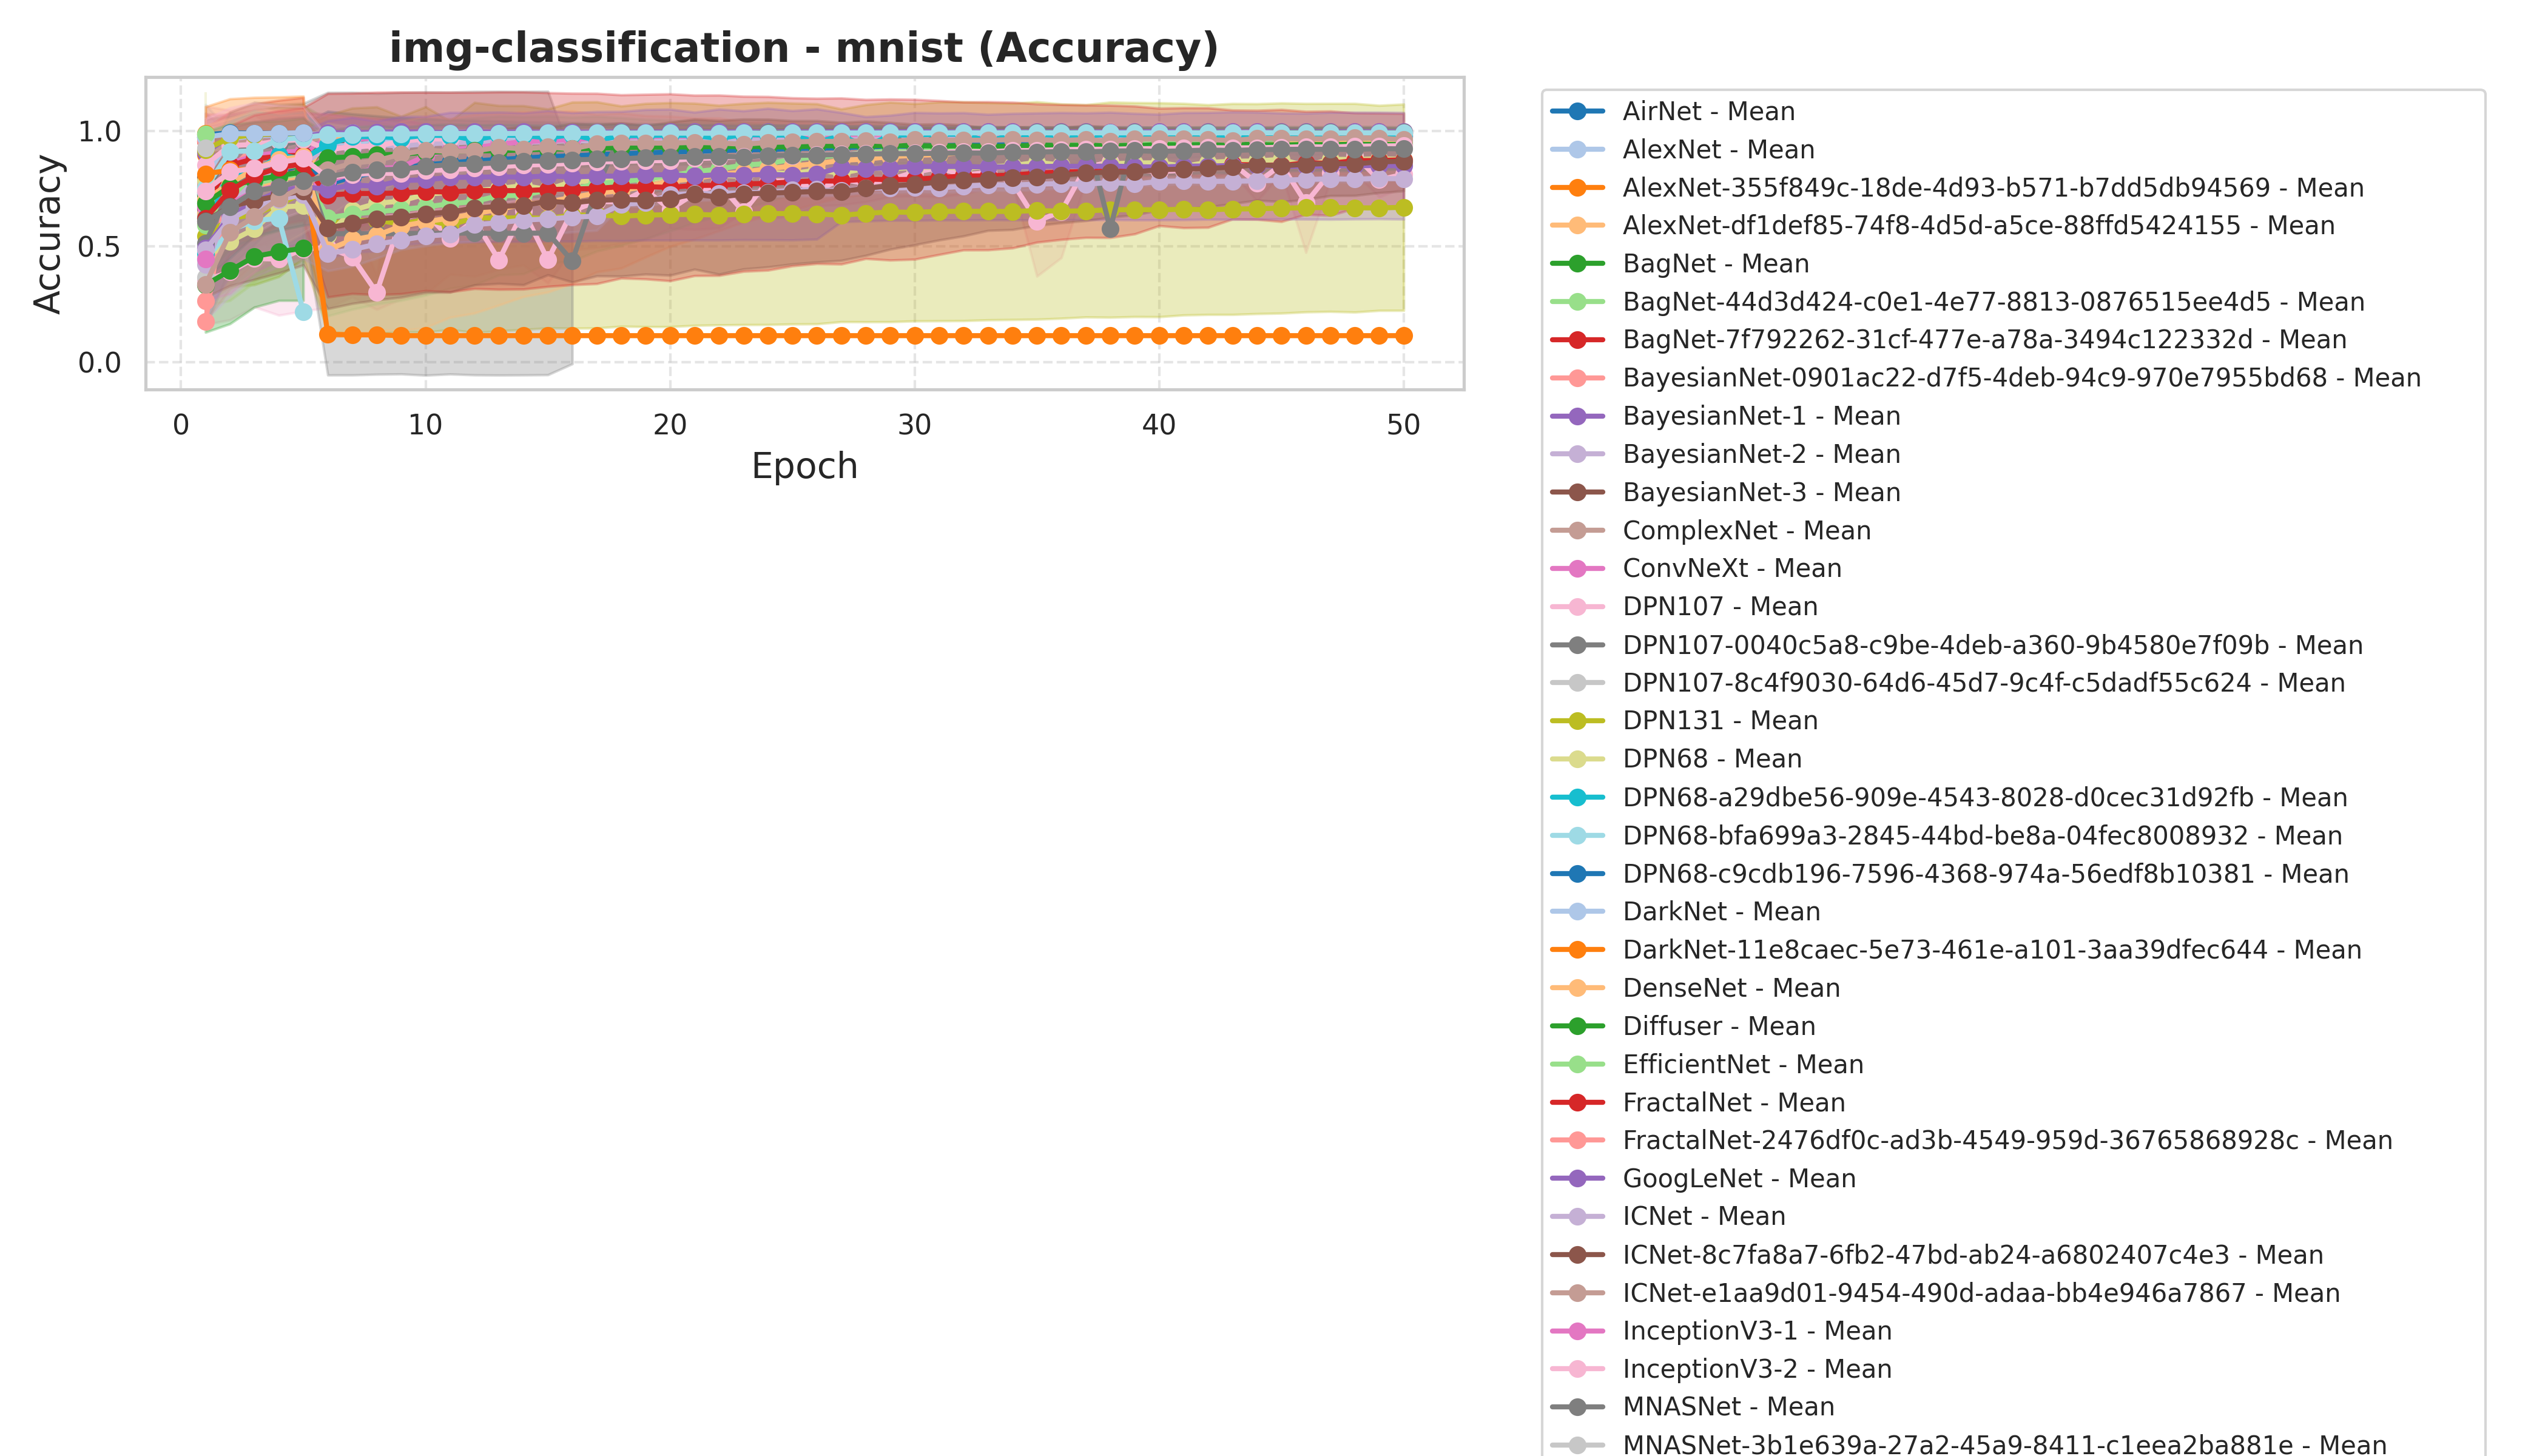 img-classification - mnist (Accuracy)
Accuracy
1.0
0.5
0.0
0
10
20
30
40
50
Epoch
AirNet - Mean
AlexNet - Mean
AlexNet-355f849c-18de-4d93-b571-b7dd5db94569 - Mean
AlexNet-df1def85-74f8-4d5d-a5ce-88ffd5424155 - Mean
BagNet - Mean
BagNet-44d3d424-c0e1-4e77-8813-0876515ee4d5 - Mean
BagNet-7f792262-31cf-477e-a78a-3494c122332d - Mean
BayesianNet-0901ac22-d7f5-4deb-94c9-970e7955bd68 - Mean
BayesianNet-1 - Mean
BayesianNet-2 - Mean
BayesianNet-3 - Mean
ComplexNet - Mean
ConvNeXt - Mean
DPN107 - Mean
DPN107-0040c5a8-c9be-4deb-a360-9b4580e7f09b - Mean
DPN107-8c4f9030-64d6-45d7-9c4f-c5dadf55c624 - Mean
DPN131 - Mean
DPN68 - Mean
DPN68-a29dbe56-909e-4543-8028-d0cec31d92fb - Mean
DPN68-bfa699a3-2845-44bd-be8a-04fec8008932 - Mean
DPN68-c9cdb196-7596-4368-974a-56edf8b10381 - Mean
DarkNet - Mean
DarkNet-11e8caec-5e73-461e-a101-3aa39dfec644 - Mean
DenseNet - Mean
Diffuser - Mean
EfficientNet - Mean
FractalNet - Mean
FractalNet-2476df0c-ad3b-4549-959d-36765868928c - Mean
GoogLeNet - Mean
ICNet - Mean
ICNet-8c7fa8a7-6fb2-47bd-ab24-a6802407c4e3 - Mean
ICNet-e1aa9d01-9454-490d-adaa-bb4e946a7867 - Mean
InceptionV3-1 - Mean
InceptionV3-2 - Mean
MNASNet - Mean
MNASNet-3b1e639a-27a2-45a9-8411-c1eea2ba881e - Mean